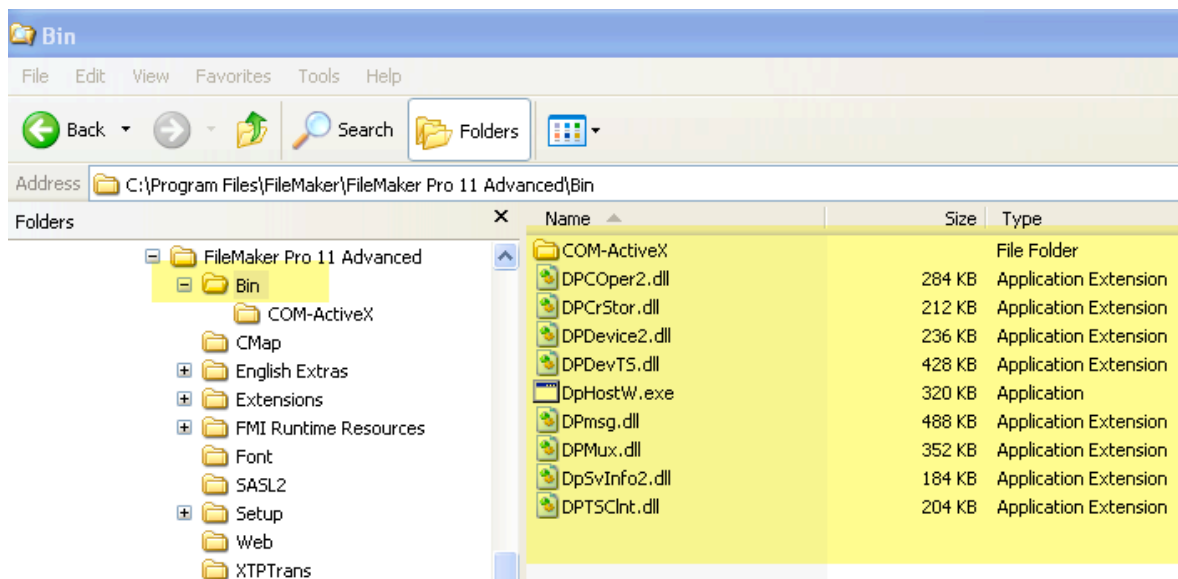 Bin
File Edit View Favorites Tools Help
Back Search Folders
Address C:\Program Files\FileMaker\FileMaker Pro 11 Advanced\Bin
Folders X Name Size Type
FileMaker Pro 11 Advanced
Bin
COM-ActiveX
CMap
English Extras
Extensions
FMI Runtime Resources
Font
SASL2
Setup
Web
XTPTrans
COM-ActiveX File Folder
DPCOper2.dll 284 KB Application Extension
DPCrStor.dll 212 KB Application Extension
DPDevice2.dll 236 KB Application Extension
DPDevTS.dll 428 KB Application Extension
DpHostW.exe 320 KB Application
DPmsg.dll 488 KB Application Extension
DPMux.dll 352 KB Application Extension
DpSvInfo2.dll 184 KB Application Extension
DPTSClnt.dll 204 KB Application Extension